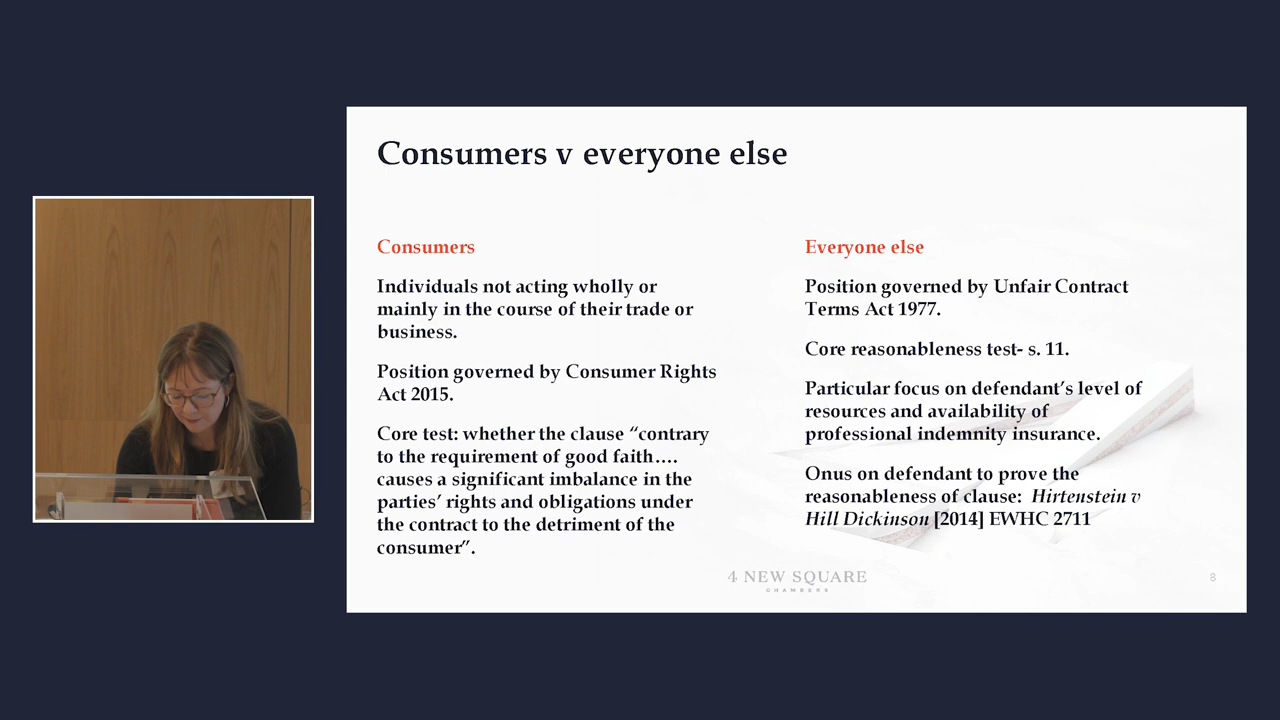 Consumers v everyone else
Consumers
Individuals not acting wholly or
mainly in the course of their trade or
business.
Position governed by Consumer Rights
Act 2015.
Core test: whether the clause “contrary
to the requirement of good faith….
causes a significant imbalance in the
parties’ rights and obligations under
the contract to the detriment of the
consumer”.
Everyone else
Position governed by Unfair Contract
Terms Act 1977.
Core reasonableness test- s. 11.
Particular focus on defendant’s level of
resources and availability of
professional indemnity insurance.
Onus on defendant to prove the
reasonableness of clause:  Hirtenstein v
Hill Dickinson [2014] EWHC 2711
4 NEW SQUARE
CHAMBERS
8